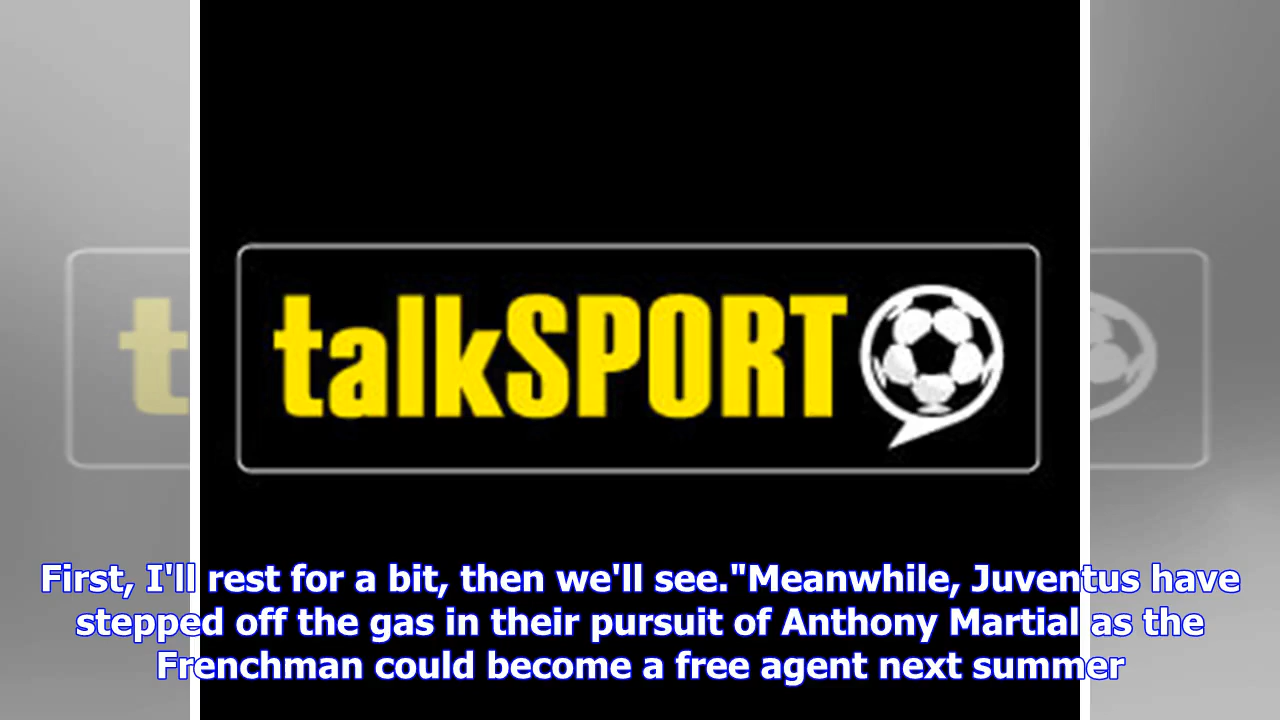 talkSPORT
First, I'll rest for a bit, then we'll see."Meanwhile, Juventus have
stepped off the gas in their pursuit of Anthony Martial as the
Frenchman could become a free agent next summer